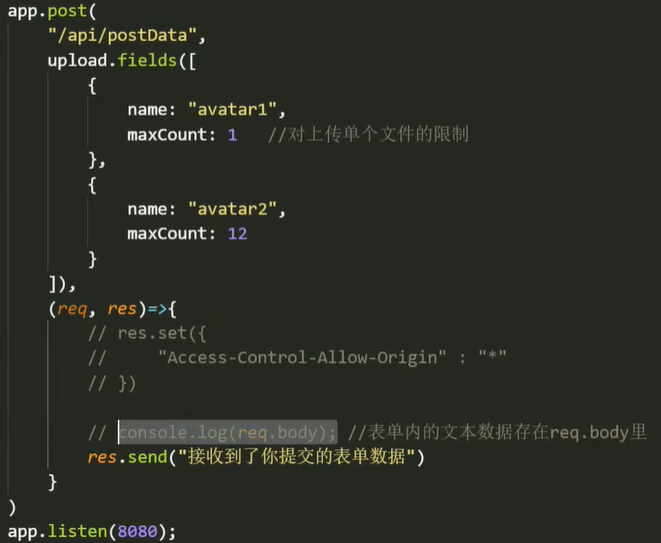 app.post(
    "/api/postData",
    upload.fields([
        {
            name: "avatar1",
            maxCount: 1   //对上传单个文件的限制
        },
        {
            name: "avatar2",
            maxCount: 12
        }
    ]),
    (req, res)=>{
        // res.set({
        //     "Access-Control-Allow-Origin" : "*"
        // })
        // console.log(req.body); //表单内的文本数据存在req.body里
        res.send("接收到了你提交的表单数据")
    }
)
app.listen(8080);